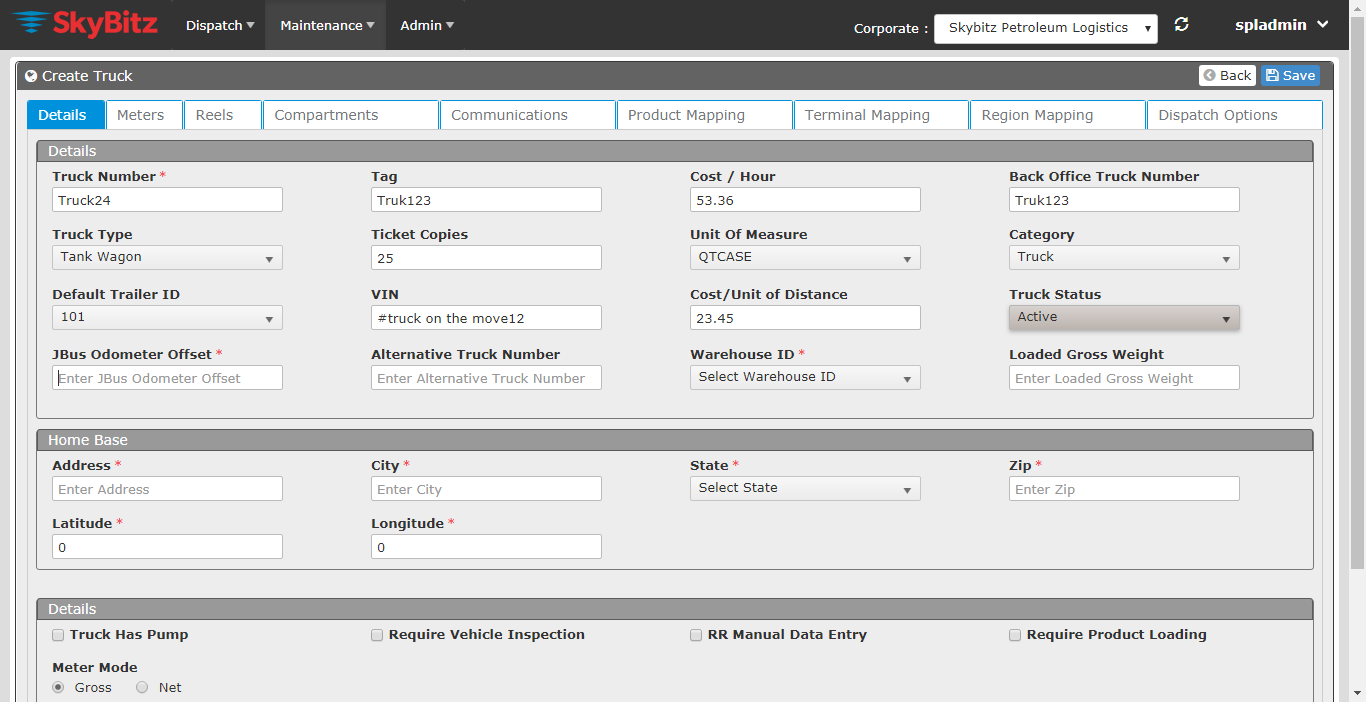 SkyBitz Dispatch Maintenance Admin Corporate : Skybitz Petroleum Logistics spladmin
Create Truck Back Save
Details Meters Reels Compartments Communications Product Mapping Terminal Mapping Region Mapping Dispatch Options
Details
Truck Number * Tag Cost / Hour Back Office Truck Number
Truck24 Truk123 53.36 Truk123
Truck Type Ticket Copies Unit Of Measure Category
Tank Wagon 25 QTCASE Truck
Default Trailer ID VIN Cost/Unit of Distance Truck Status
101 #truck on the move12 23.45 Active
JBus Odometer Offset * Alternative Truck Number Warehouse ID * Loaded Gross Weight
Enter JBus Odometer Offset Enter Alternative Truck Number Select Warehouse ID Enter Loaded Gross Weight
Home Base
Address * City * State * Zip *
Enter Address Enter City Select State Enter Zip
Latitude * Longitude *
0 0
Details
Truck Has Pump Require Vehicle Inspection RR Manual Data Entry Require Product Loading
Meter Mode
Gross Net